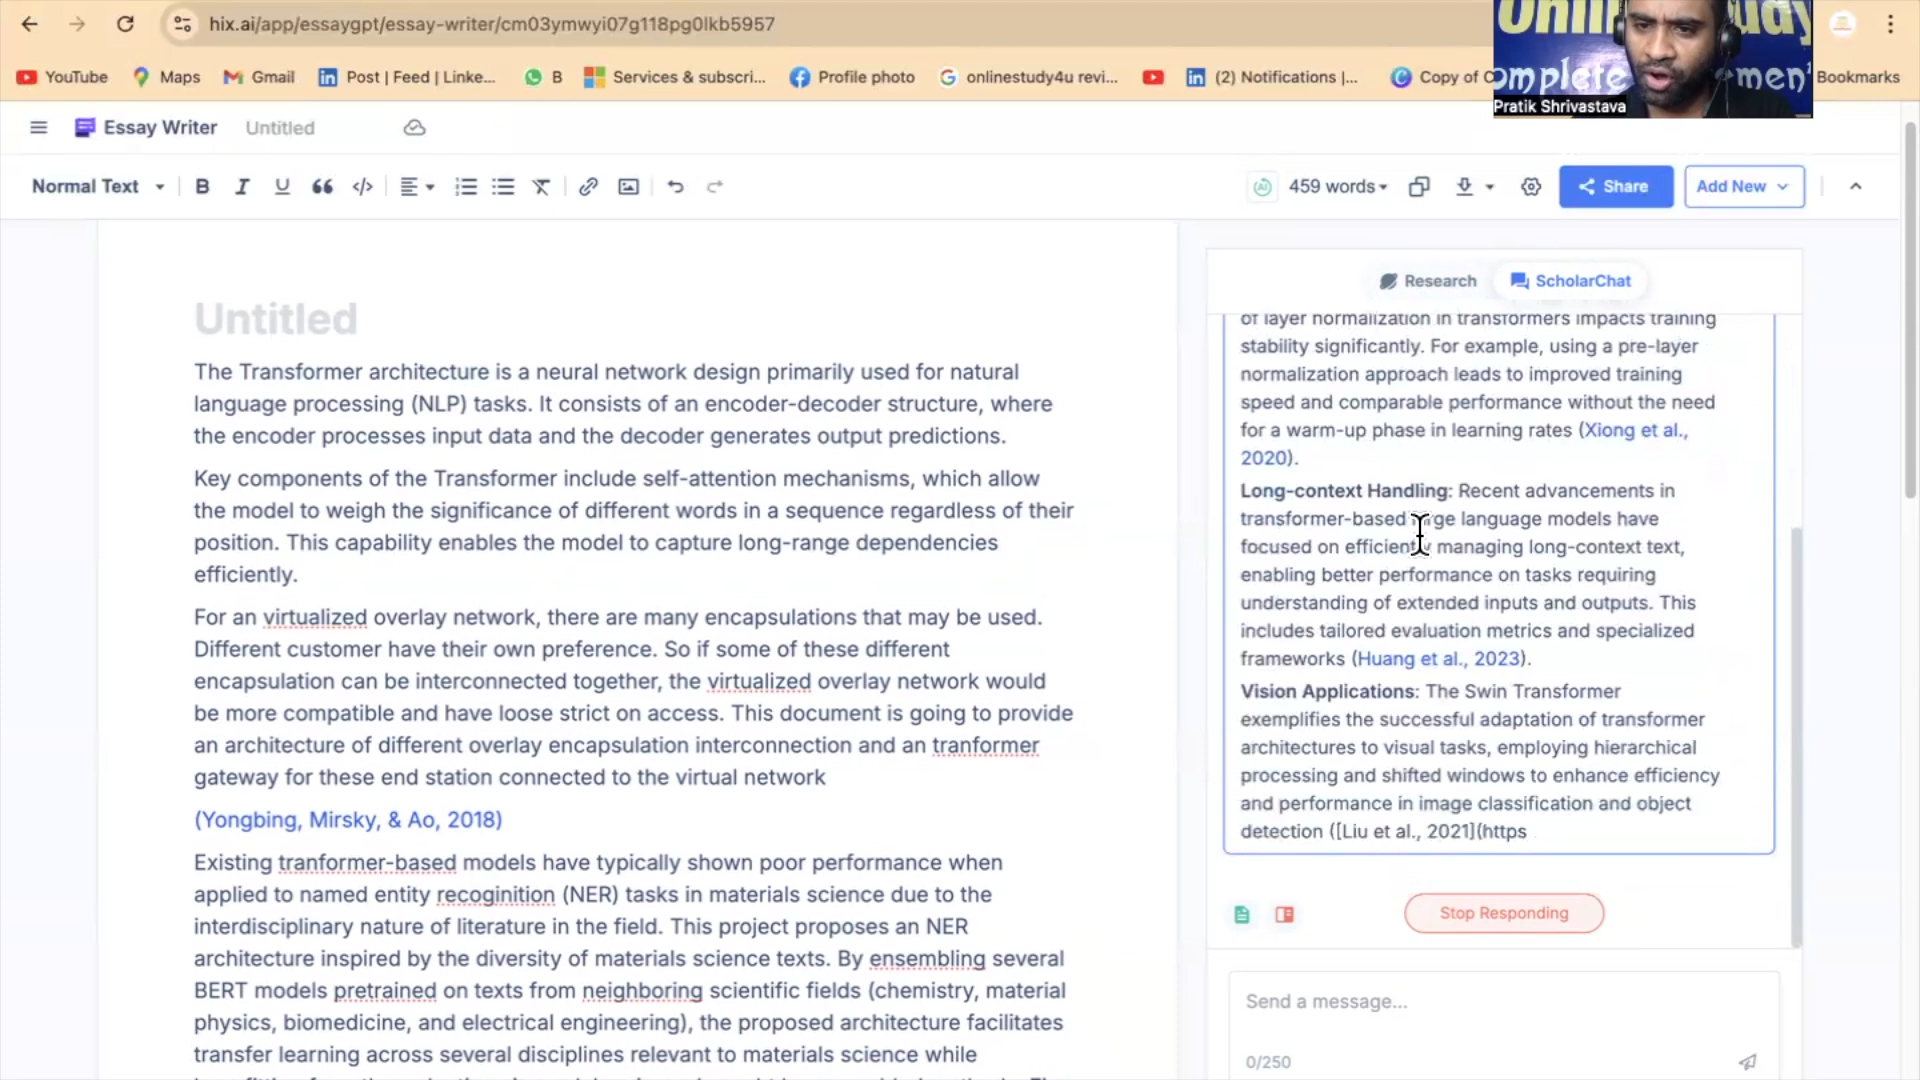 hix.ai/app/essaygpt/essay-writer/cm03ymwyi07g118pg0lkb5957
YouTube
Maps
Gmail
Post | Feed | Linke...
B
Services & subscri...
Profile photo
onlinestudy4u revi...
(2) Notifications |...
Copy of C
Bookmarks
Pratik Shrivastava
Essay Writer
Untitled
Normal Text
459 words
Share
Add New
Research
ScholarChat
Untitled
The Transformer architecture is a neural network design primarily used for natural
language processing (NLP) tasks. It consists of an encoder-decoder structure, where
the encoder processes input data and the decoder generates output predictions.
Key components of the Transformer include self-attention mechanisms, which allow
the model to weigh the significance of different words in a sequence regardless of their
position. This capability enables the model to capture long-range dependencies
efficiently.
For an virtualized overlay network, there are many encapsulations that may be used.
Different customer have their own preference. So if some of these different
encapsulation can be interconnected together, the virtualized overlay network would
be more compatible and have loose strict on access. This document is going to provide
an architecture of different overlay encapsulation interconnection and an tranformer
gateway for these end station connected to the virtual network
(Yongbing, Mirsky, & Ao, 2018)
Existing tranformer-based models have typically shown poor performance when
applied to named entity recoginition (NER) tasks in materials science due to the
interdisciplinary nature of literature in the field. This project proposes an NER
architecture inspired by the diversity of materials science texts. By ensembling several
BERT models pretrained on texts from neighboring scientific fields (chemistry, material
physics, biomedicine, and electrical engineering), the proposed architecture facilitates
transfer learning across several disciplines relevant to materials science while
of layer normalization in transformers impacts training
stability significantly. For example, using a pre-layer
normalization approach leads to improved training
speed and comparable performance without the need
for a warm-up phase in learning rates (Xiong et al.,
2020).
Long-context Handling: Recent advancements in
transformer-based large language models have
focused on efficiently managing long-context text,
enabling better performance on tasks requiring
understanding of extended inputs and outputs. This
includes tailored evaluation metrics and specialized
frameworks (Huang et al., 2023).
Vision Applications: The Swin Transformer
exemplifies the successful adaptation of transformer
architectures to visual tasks, employing hierarchical
processing and shifted windows to enhance efficiency
and performance in image classification and object
detection ([Liu et al., 2021](https
Stop Responding
Send a message...
0/250